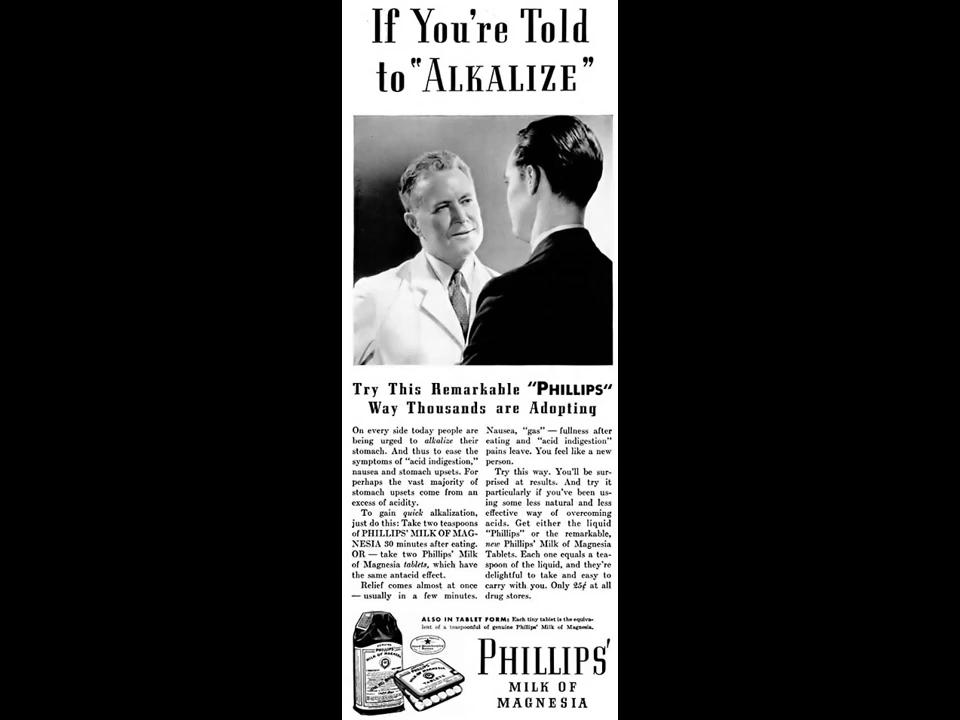 If You're Told
to "ALKALIZE"
Try This Remarkable "PHILLIPS"
Way Thousands are Adopting
On every side today people are
being urged to alkalize their
stomach. And thus to ease the
symptoms of "acid indigestion,"
nausea and stomach upsets. For
perhaps the vast majority of
stomach upsets come from an
excess of acidity.
To gain quick alkalization,
just do this: Take two teaspoons
of PHILLIPS' MILK OF MAG-
NESIA 30 minutes after eating.
OR — take two Phillips' Milk
of Magnesia tablets, which have
the same antacid effect.
Relief comes almost at once
— usually in a few minutes.
Nausea, "gas" — fullness after
eating and "acid indigestion"
pains leave. You feel like a new
person.
Try this way. You'll be sur-
prised at results. And try it
particularly if you've been us-
ing some less natural and less
effective way of overcoming
acids. Get either the liquid
"Phillips" or the remarkable,
new Phillips' Milk of Magnesia
Tablets. Each one equals a tea-
spoon of the liquid, and they're
delightful to take and easy to
carry with you. Only 25¢ at all
drug stores.
ALSO IN TABLET FORM: Each tiny tablet is the equiva-
lent of a teaspoonful of genuine Phillips' Milk of Magnesia.
PHILLIPS'
MILK OF MAGNESIA
PHILLIPS'
MILK OF MAGNESIA
TABLETS
PHILLIPS'
MILK OF
MAGNESIA